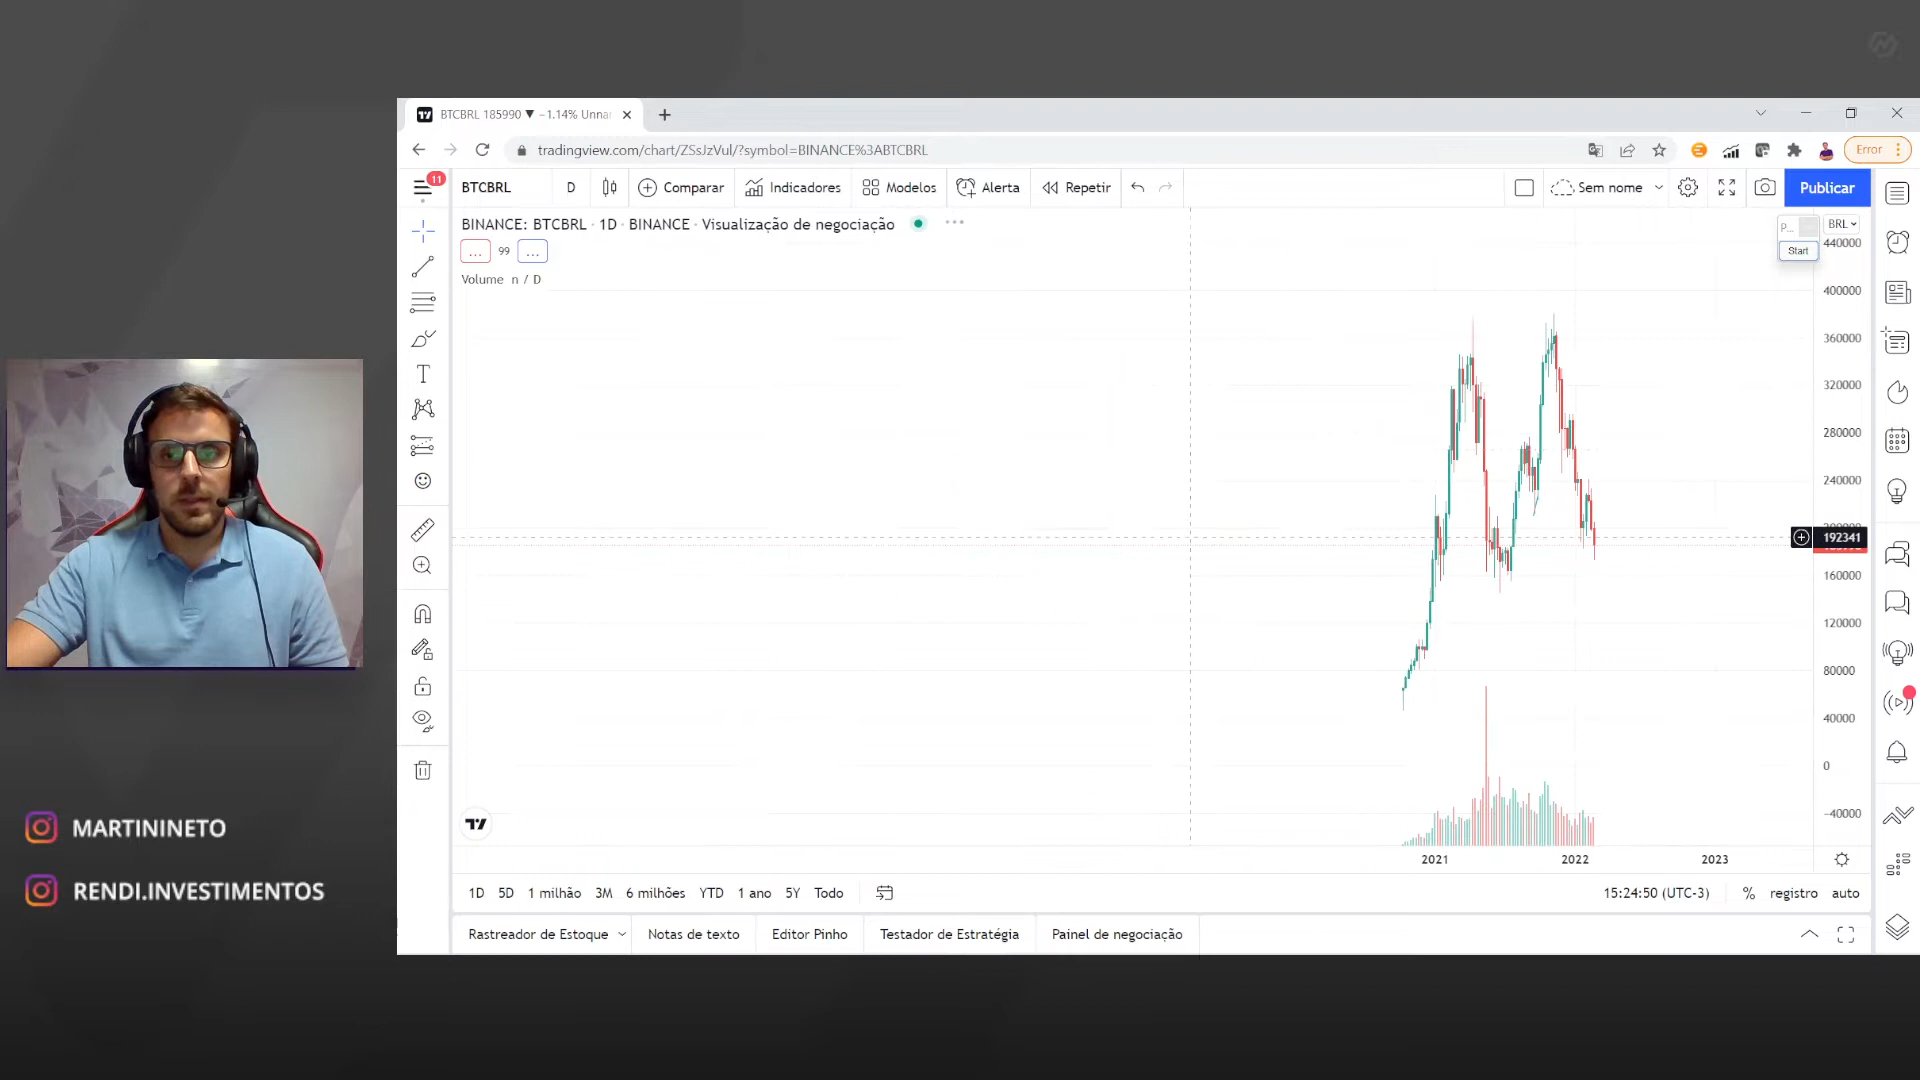 BTCBRL 185990 ▼ −1.14% Unnar
tradingview.com/chart/ZSsJzVul/?symbol=BINANCE%3ABTCBRL
Error
11
BTCBRL D Comparar Indicadores Modelos Alerta Repetir Sem nome Publicar
BINANCE: BTCBRL · 1D · BINANCE · Visualização de negociação
... 99 ...
Volume n / D
P...
Start
BRL
440000
400000
360000
320000
280000
240000
192341
160000
120000
80000
40000
0
−40000
2021 2022 2023
1D 5D 1 milhão 3M 6 milhões YTD 1 ano 5Y Todo
15:24:50 (UTC-3) % registro auto
Rastreador de Estoque Notas de texto Editor Pinho Testador de Estratégia Painel de negociação
MARTININETO
RENDI.INVESTIMENTOS